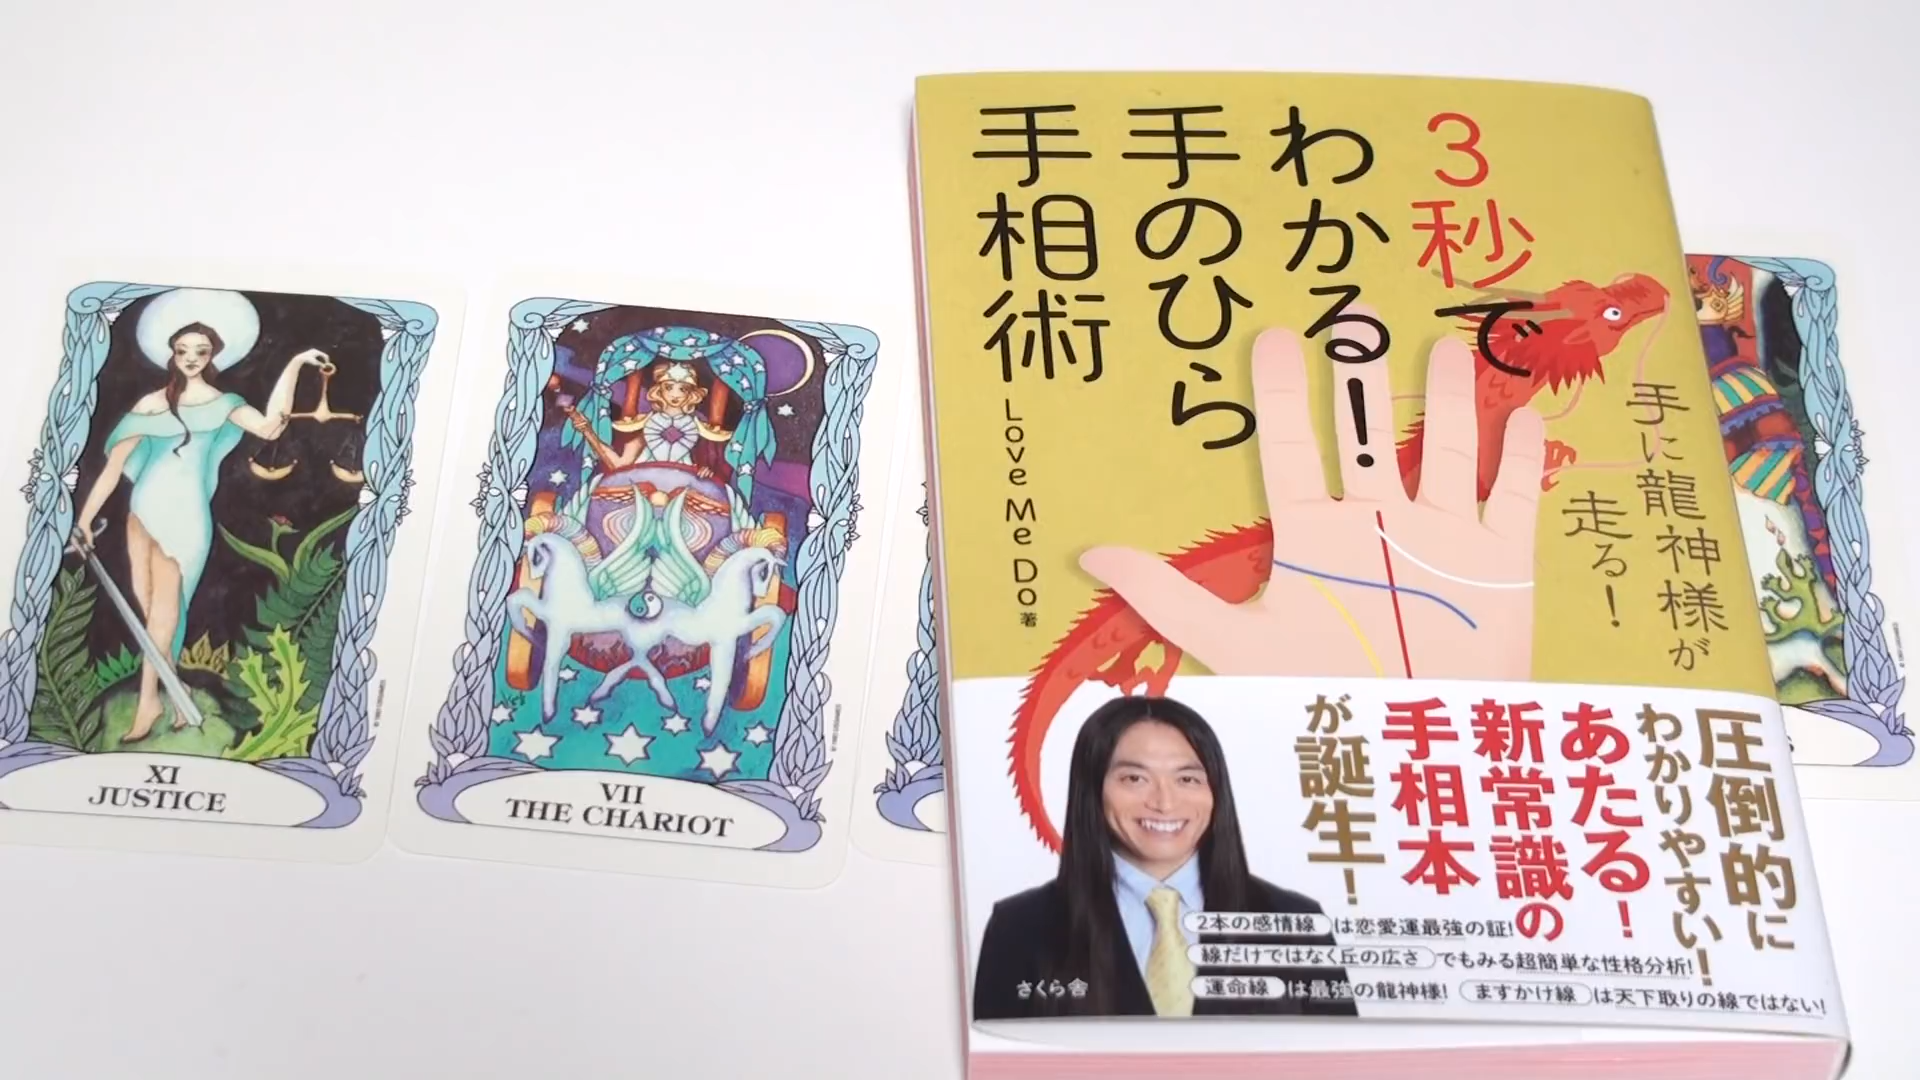 XI
JUSTICE
VII
THE CHARIOT
3秒で
わかる！
手のひら
手相術
Love Me Do 著
手に龍神様が
走る！
圧倒的に
わかりやすい！
あたる！
新常識の
手相本
が誕生！
2本の感情線 は恋愛運最強の証!
線だけではなく丘の広さ でもみる超簡単な性格分析!
運命線 は最強の龍神様! ますかけ線 は天下取りの線ではない!
さくら舎